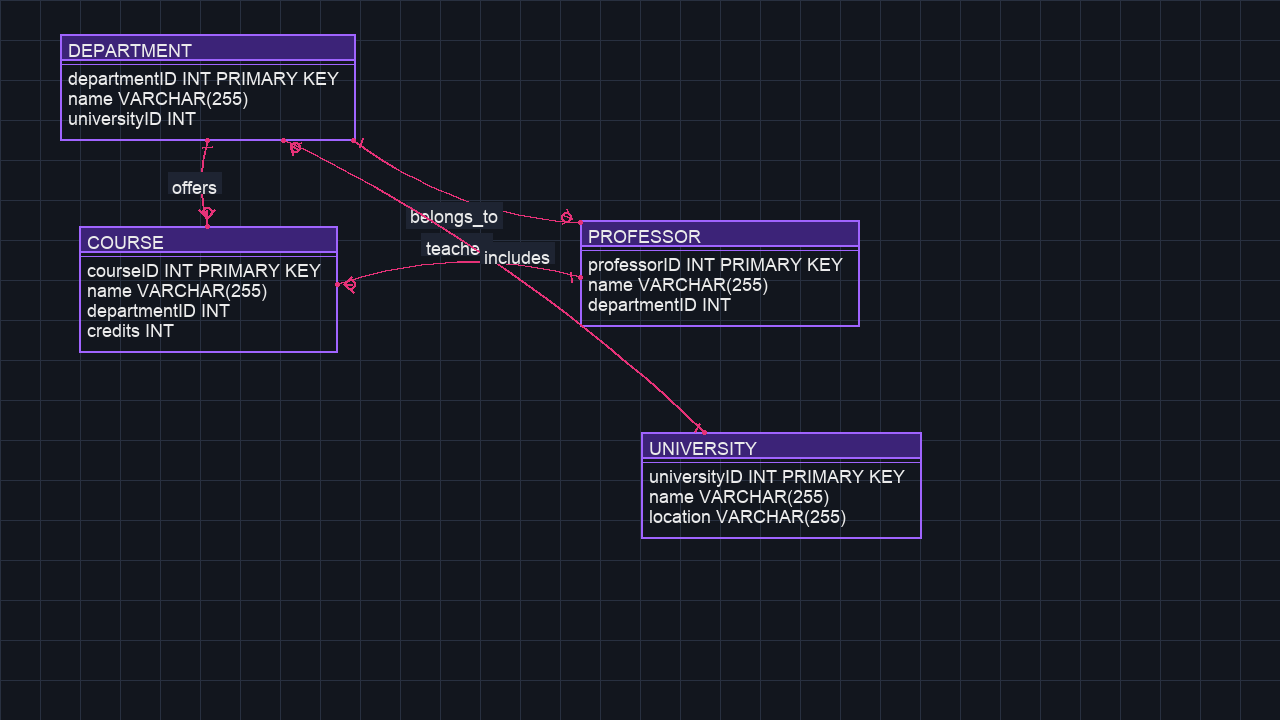 DEPARTMENT
departmentID INT PRIMARY KEY
name VARCHAR(255)
universityID INT
offers
belongs_to
teache
includes
COURSE
courseID INT PRIMARY KEY
name VARCHAR(255)
departmentID INT
credits INT
PROFESSOR
professorID INT PRIMARY KEY
name VARCHAR(255)
departmentID INT
UNIVERSITY
universityID INT PRIMARY KEY
name VARCHAR(255)
location VARCHAR(255)